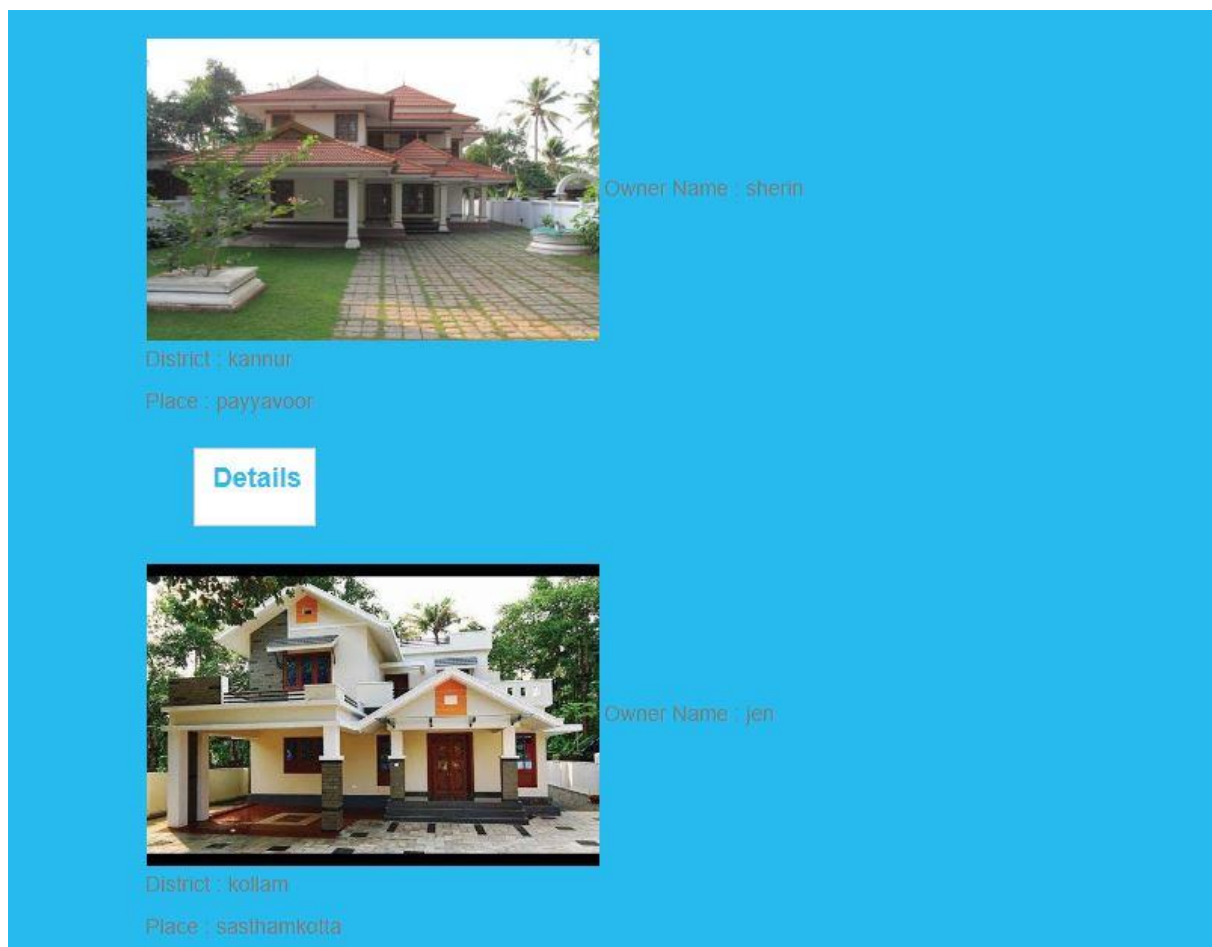 Owner Name : sherin
District : kannur
Place : payyavoor
Details
Owner Name : jen
District : kollam
Place : sasthamkotta